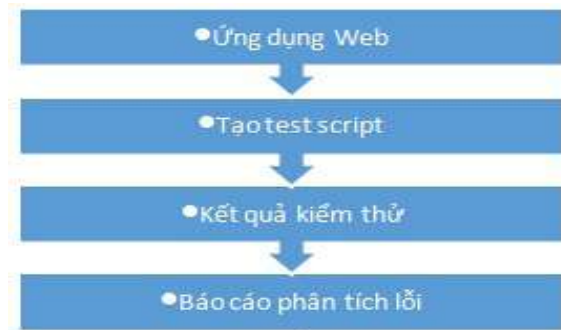 •Ứng dụng Web
•Tạo test script
•Kết quả kiểm thử
•Báo cáo phân tích lỗi